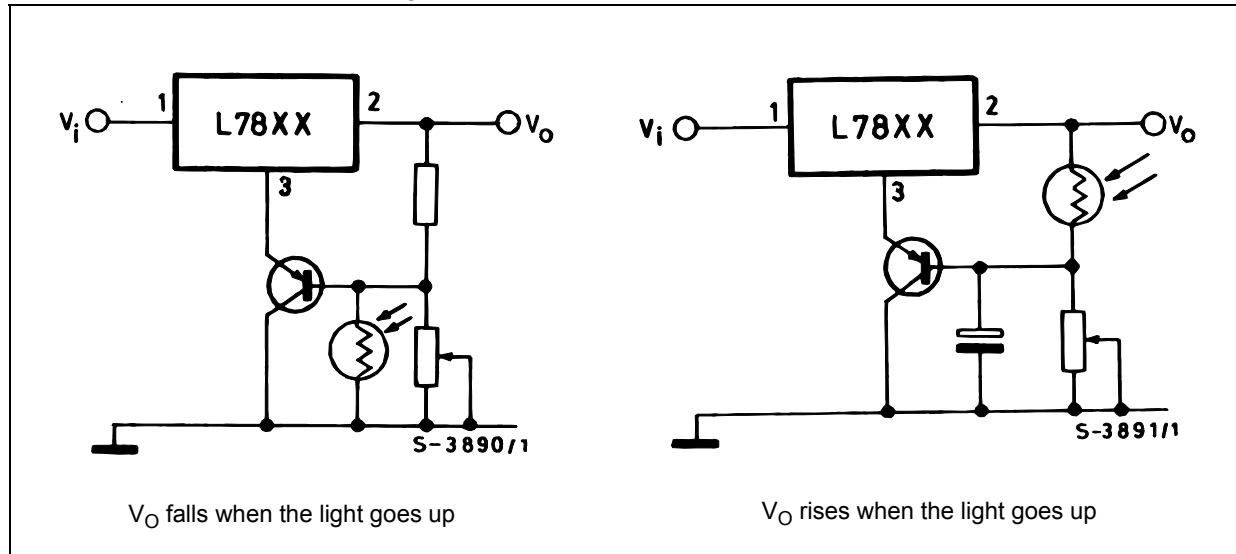 1
L78XX
2
Vi
Vo
3
S-3890/1
VO falls when the light goes up
1
L78XX
2
Vi
Vo
3
S-3891/1
VO rises when the light goes up